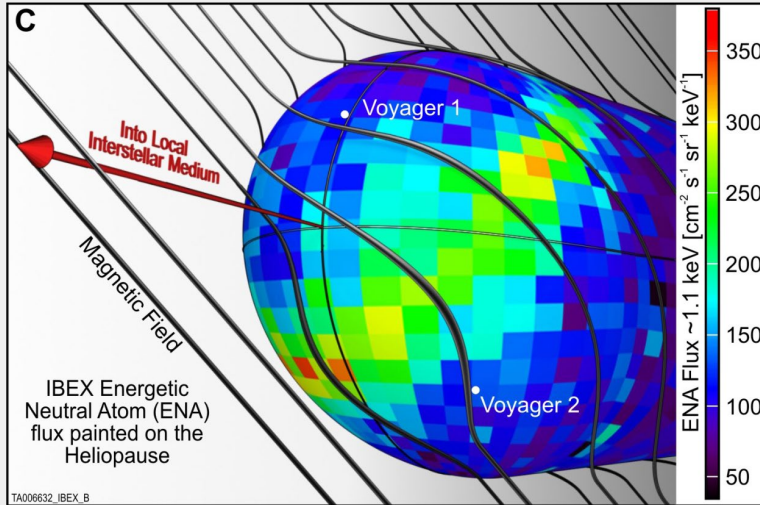 C
Voyager 1
Into Local
Interstellar Medium
Magnetic Field
Voyager 2
IBEX Energetic
Neutral Atom (ENA)
flux painted on the
Heliopause
TA006632_IBEX_B
ENA Flux ~1.1 keV [cm⁻² s⁻¹ sr⁻¹ keV⁻¹]
350
300
250
200
150
100
50